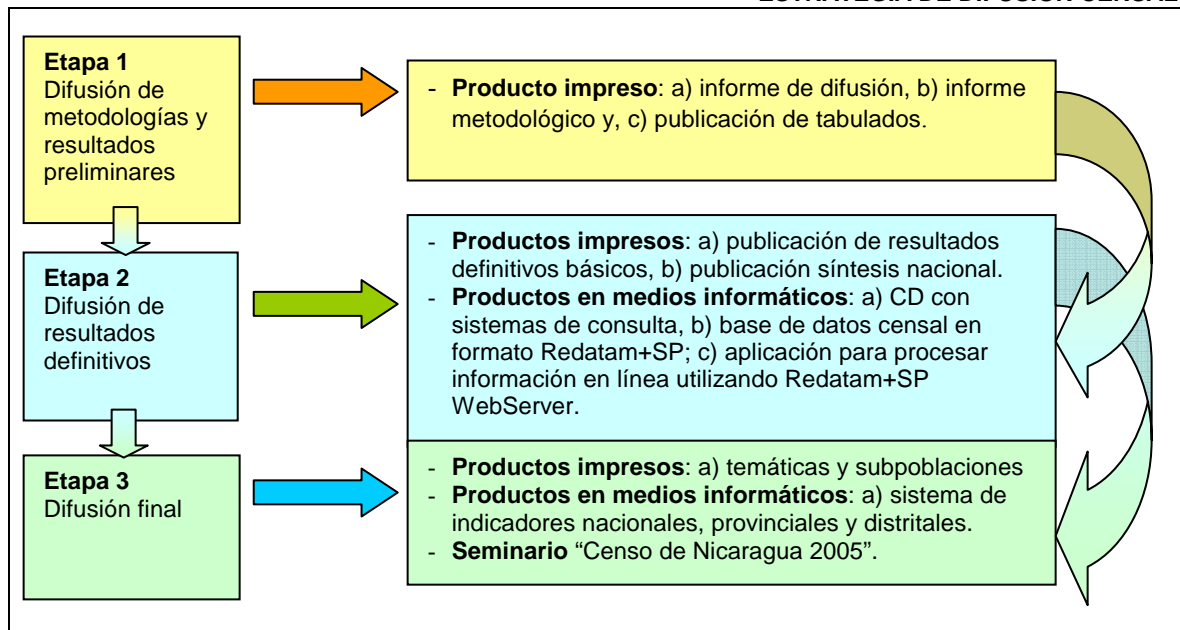 ESTRATEGIA DE DIFUSIÓN CENSAL
Etapa 1
Difusión de
metodologías y
resultados
preliminares
- Producto impreso: a) informe de difusión, b) informe
metodológico y, c) publicación de tabulados.
Etapa 2
Difusión de
resultados
definitivos
- Productos impresos: a) publicación de resultados
definitivos básicos, b) publicación síntesis nacional.
- Productos en medios informáticos: a) CD con
sistemas de consulta, b) base de datos censal en
formato Redatam+SP; c) aplicación para procesar
información en línea utilizando Redatam+SP
WebServer.
Etapa 3
Difusión final
- Productos impresos: a) temáticas y subpoblaciones
- Productos en medios informáticos: a) sistema de
indicadores nacionales, provinciales y distritales.
- Seminario “Censo de Nicaragua 2005”.